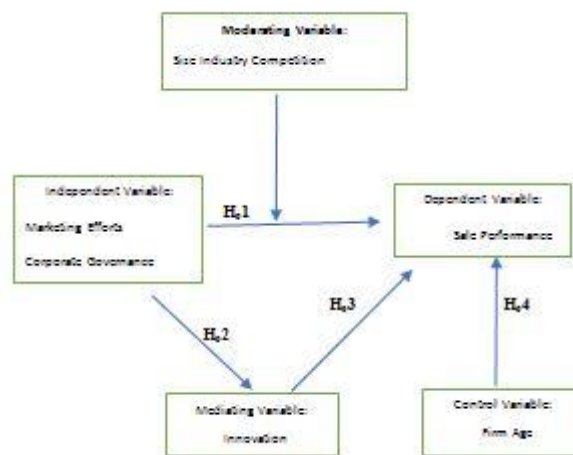 Moderating Variable:
Size Industry Competition
Independent Variable:
Marketing Efforts
Corporate Governance
H₀1
Dependent Variable:
Sale Performance
H₀2
H₀3
H₀4
Mediating Variable:
Innovation
Control Variable:
Firm Age